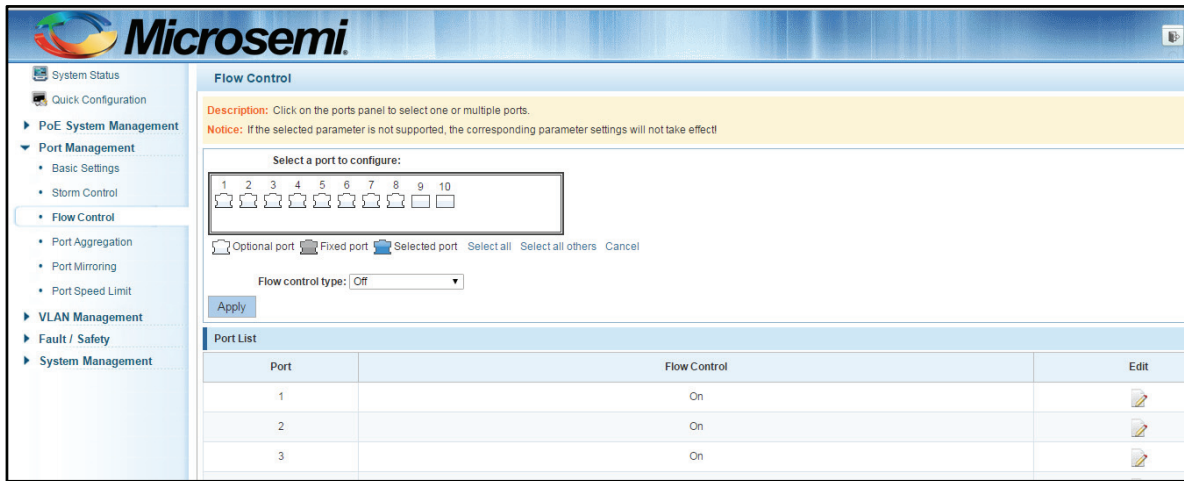 Microsemi.
System Status
Quick Configuration
PoE System Management
Port Management
Basic Settings
Storm Control
Flow Control
Port Aggregation
Port Mirroring
Port Speed Limit
VLAN Management
Fault / Safety
System Management
Flow Control
Description: Click on the ports panel to select one or multiple ports.
Notice: If the selected parameter is not supported, the corresponding parameter settings will not take effect!
Select a port to configure:
1 2 3 4 5 6 7 8 9 10
Optional port Fixed port Selected port Select all Select all others Cancel
Flow control type: Off
Apply
Port List
Port Flow Control Edit
1 On
2 On
3 On